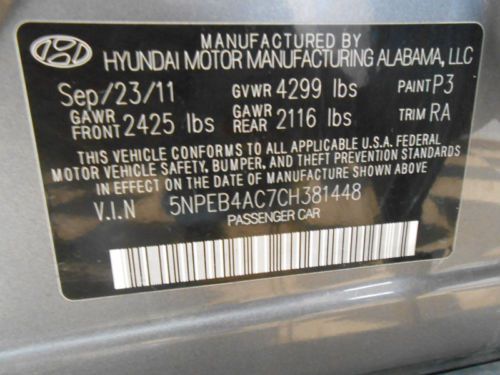 MANUFACTURED BY
HYUNDAI MOTOR MANUFACTURING ALABAMA, LLC
Sep/23/11 GVWR 4299 lbs PAINT P3
GAWR FRONT 2425 lbs GAWR REAR 2116 lbs TRIM RA
THIS VEHICLE CONFORMS TO ALL APPLICABLE U.S.A. FEDERAL
MOTOR VEHICLE SAFETY, BUMPER, AND THEFT PREVENTION STANDARDS
IN EFFECT ON THE DATE OF MANUFACTURE SHOWN ABOVE
V.I.N 5NPEB4AC7CH381448
PASSENGER CAR